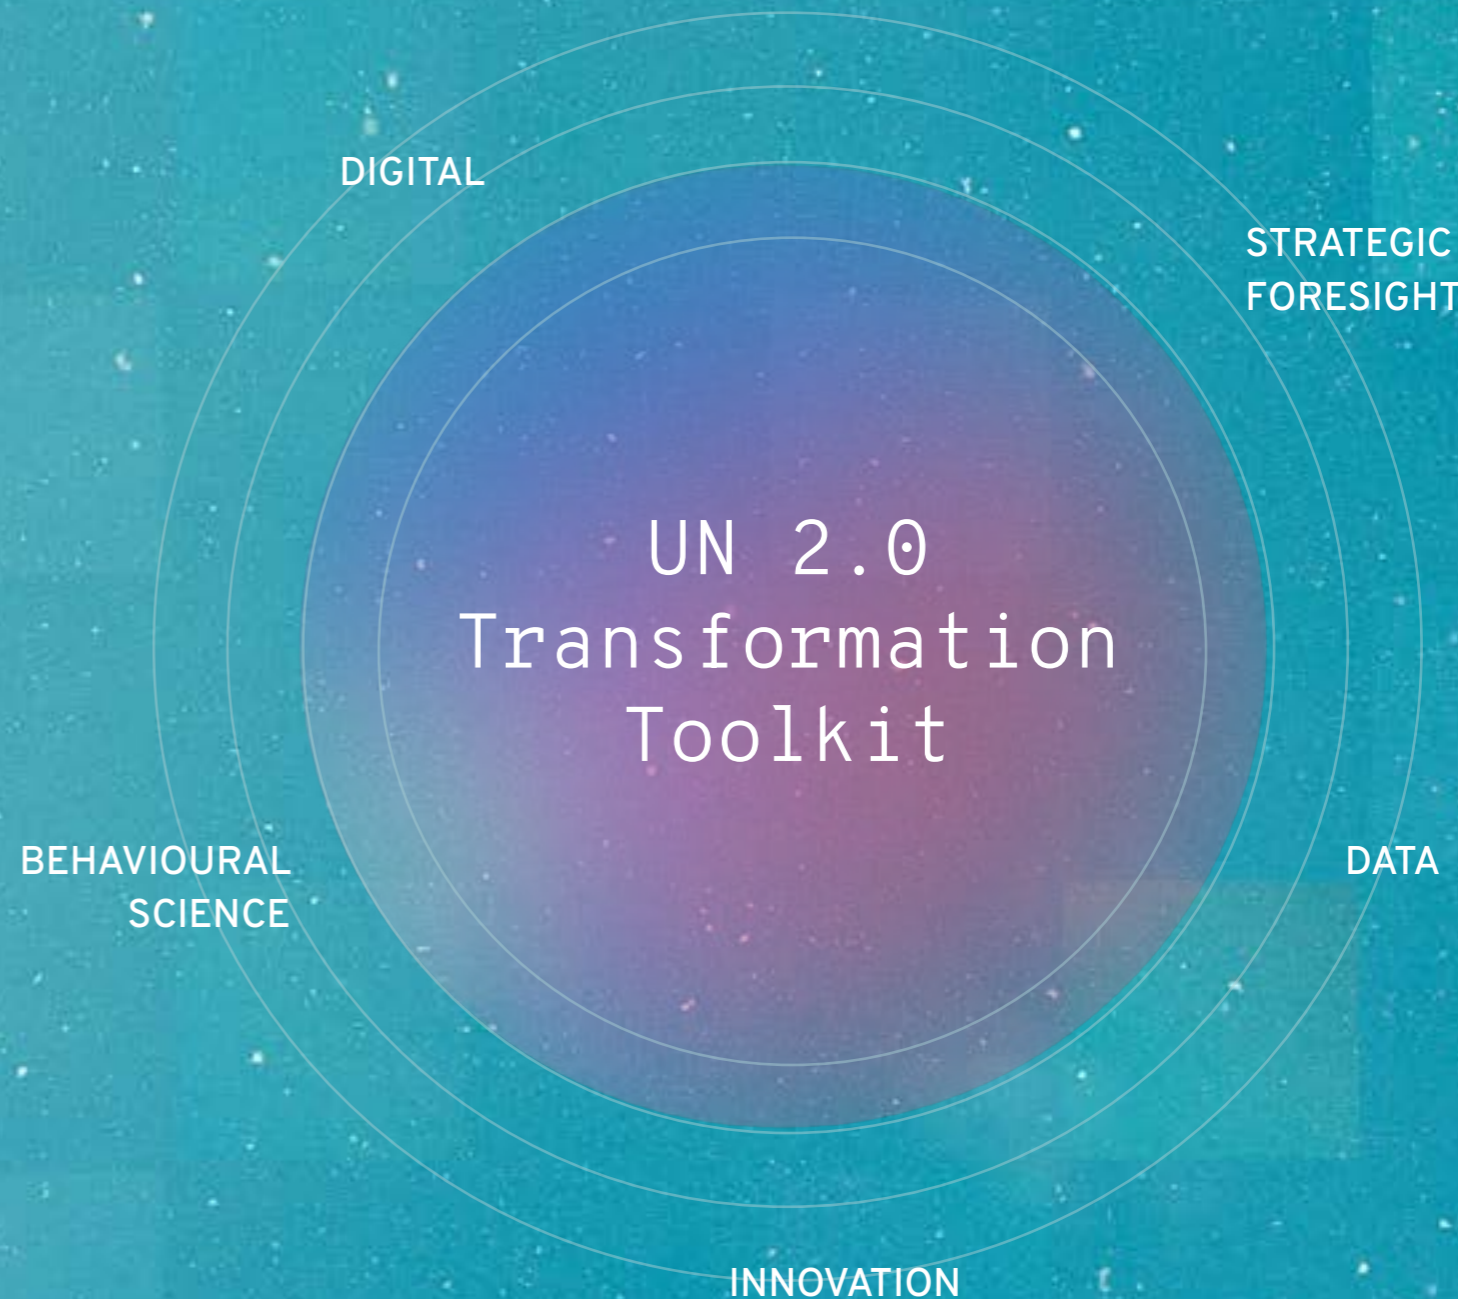 DIGITAL
STRATEGIC
FORESIGHT
UN 2.0
Transformation
Toolkit
BEHAVIOURAL
SCIENCE
DATA
INNOVATION